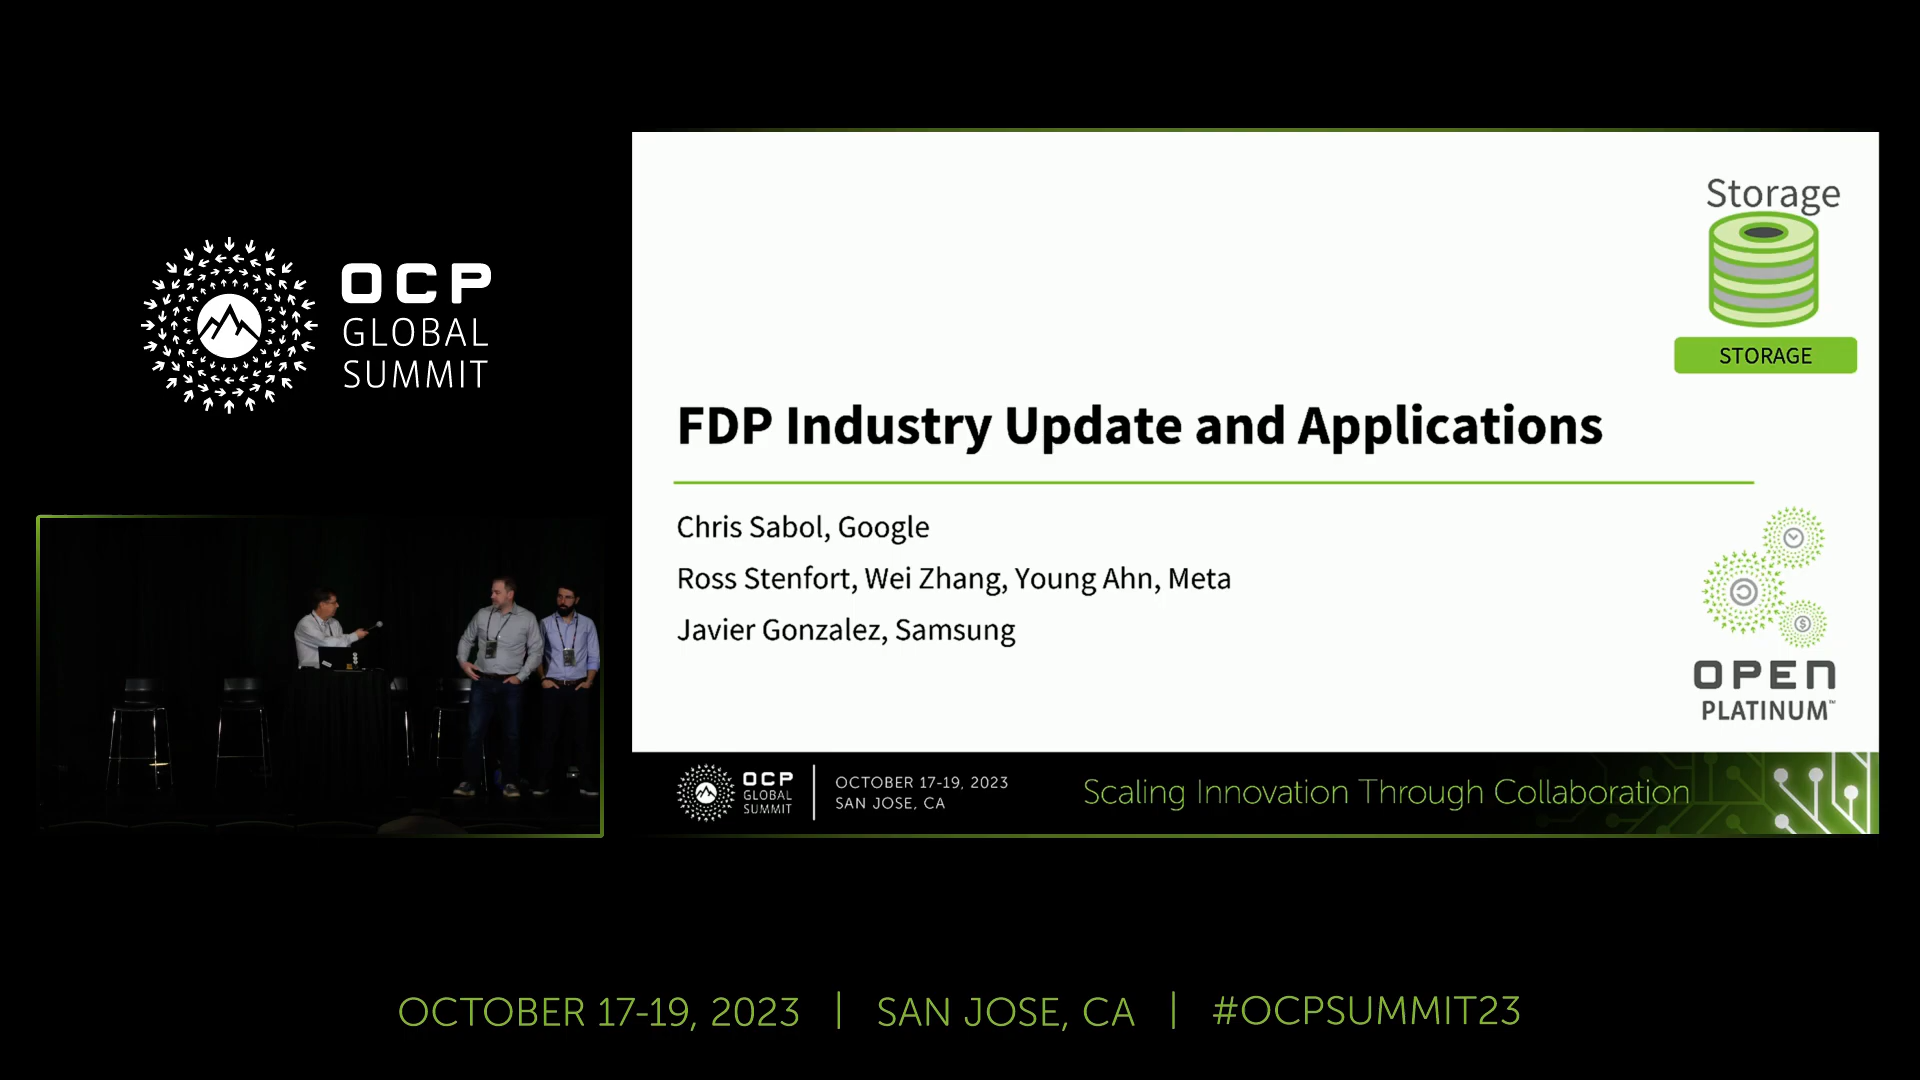 OCP
GLOBAL
SUMMIT
Storage
STORAGE
FDP Industry Update and Applications
Chris Sabol, Google
Ross Stenfort, Wei Zhang, Young Ahn, Meta
Javier Gonzalez, Samsung
$
OPEN
PLATINUM™
OCP
GLOBAL
SUMMIT
OCTOBER 17-19, 2023
SAN JOSE, CA
Scaling Innovation Through Collaboration
OCTOBER 17-19, 2023 | SAN JOSE, CA | #OCPSUMMIT23